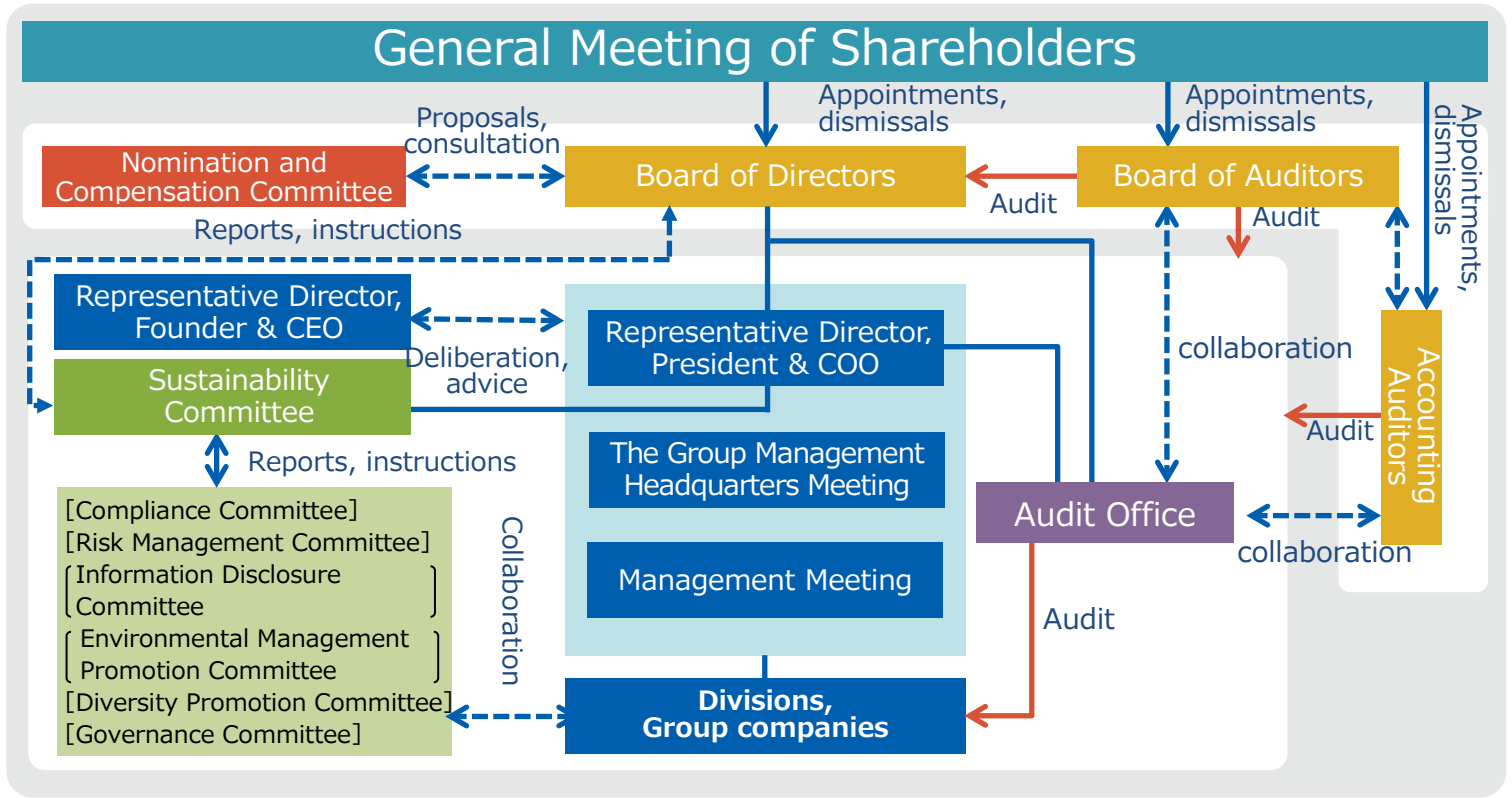 General Meeting of Shareholders
Appointments,
dismissals
Appointments,
dismissals
Appointments,
dismissals
Proposals,
consultation
Nomination and
Compensation Committee
Board of Directors
Audit
Board of Auditors
Audit
Reports, instructions
Representative Director,
Founder & CEO
Deliberation,
advice
Representative Director,
President & COO
collaboration
Accounting
Auditors
Audit
Sustainability
Committee
Reports, instructions
The Group Management
Headquarters Meeting
Audit Office
collaboration
[Compliance Committee]
[Risk Management Committee]
Information Disclosure
Committee
Environmental Management
Promotion Committee
[Diversity Promotion Committee]
[Governance Committee]
Collaboration
Management Meeting
Audit
Divisions,
Group companies